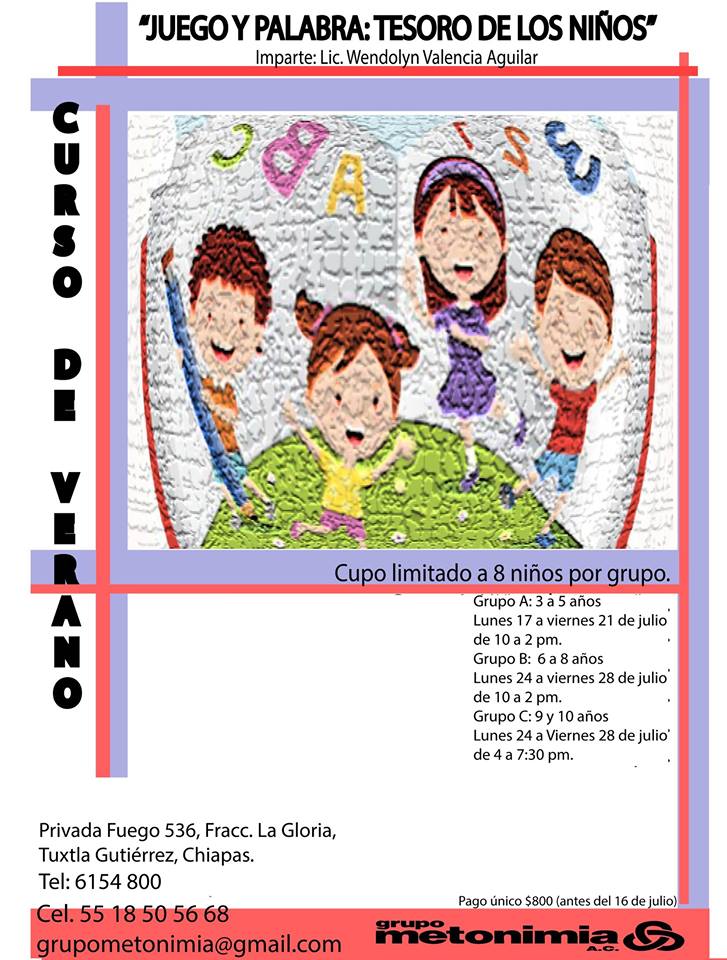 "JUEGO Y PALABRA: TESORO DE LOS NIÑOS"
Imparte: Lic. Wendolyn Valencia Aguilar
CURSO DE VERANO
C B A 1 S 3
Cupo limitado a 8 niños por grupo.
Grupo A: 3 a 5 años
Lunes 17 a viernes 21 de julio
de 10 a 2 pm.
Grupo B: 6 a 8 años
Lunes 24 a viernes 28 de julio
de 10 a 2 pm.
Grupo C: 9 y 10 años
Lunes 24 a Viernes 28 de julio
de 4 a 7:30 pm.
Privada Fuego 536, Fracc. La Gloria,
Tuxtla Gutiérrez, Chiapas.
Tel: 6154 800
Cel. 55 18 50 56 68
grupometonimia@gmail.com
Pago único $800 (antes del 16 de julio)
grupo
metonimia
A.C.